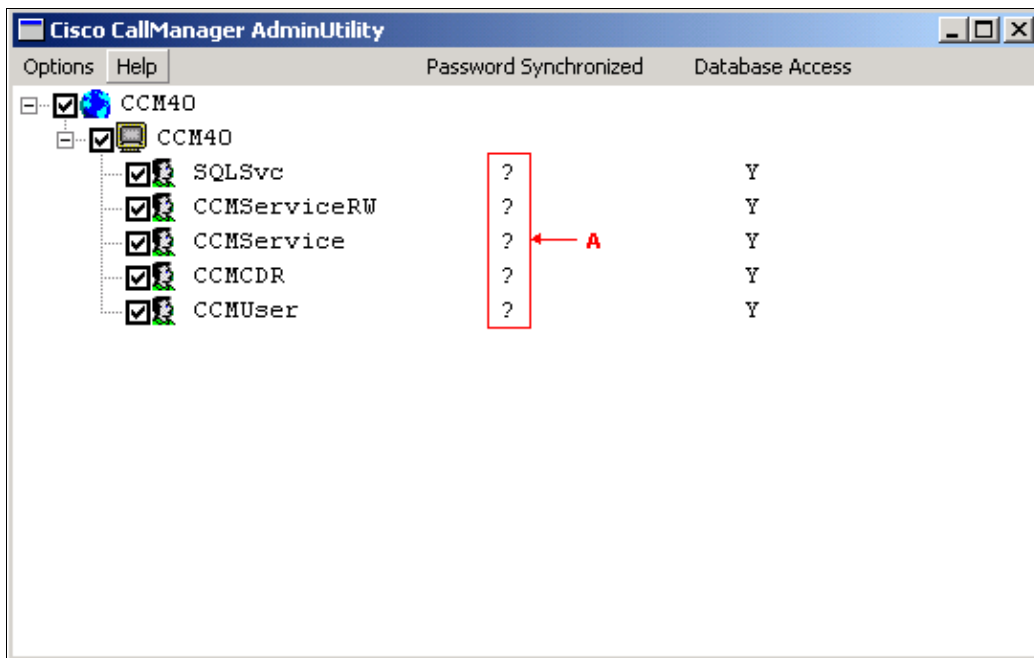 Cisco CallManager AdminUtility
Options Help Password Synchronized Database Access
CCM40
CCM40
SQLSvc ? Y
CCMServiceRW ? Y
CCMService ? A Y
CCMCDR ? Y
CCMUser ? Y